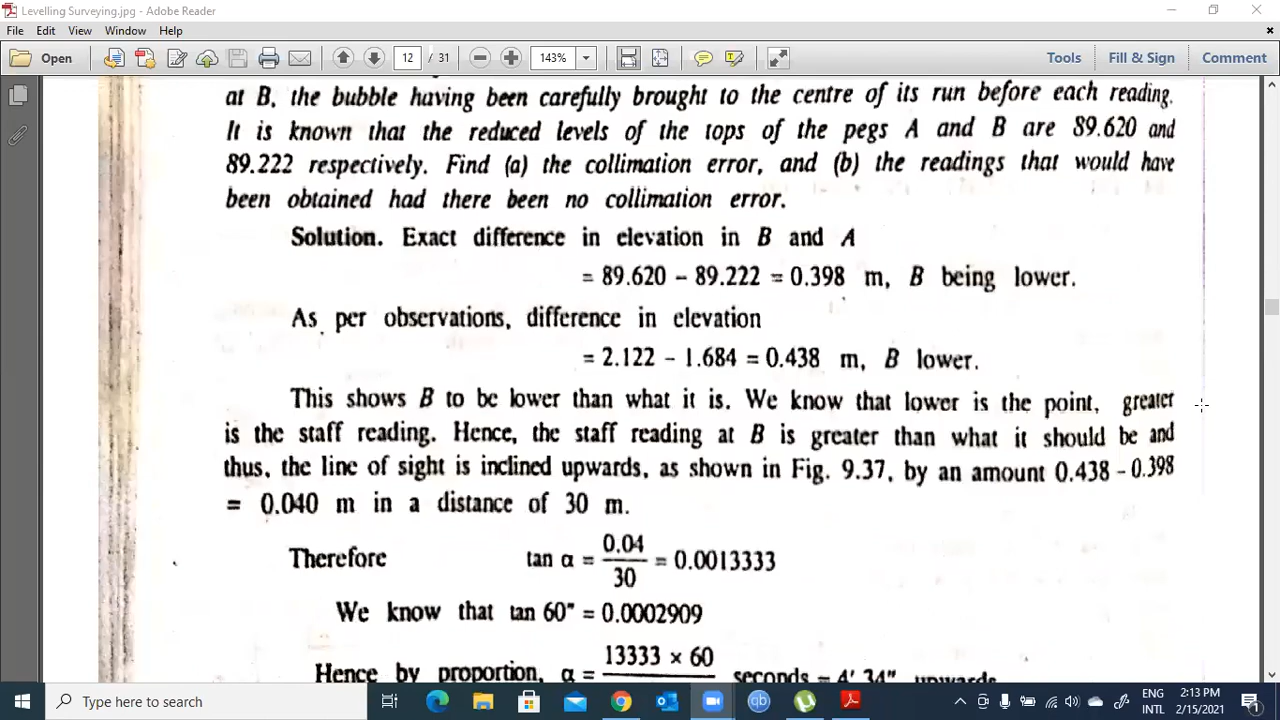 Levelling Surveying.jpg - Adobe Reader
File Edit View Window Help
Open 12 / 31 143% Tools Fill & Sign Comment
at B, the bubble having been carefully brought to the centre of its run before each reading.
It is known that the reduced levels of the tops of the pegs A and B are 89.620 and
89.222 respectively. Find (a) the collimation error, and (b) the readings that would have
been obtained had there been no collimation error.
Solution. Exact difference in elevation in B and A
= 89.620 – 89.222 = 0.398 m, B being lower.
As per observations, difference in elevation
= 2.122 – 1.684 = 0.438 m, B lower.
This shows B to be lower than what it is. We know that lower is the point, greater
is the staff reading. Hence, the staff reading at B is greater than what it should be and
thus, the line of sight is inclined upwards, as shown in Fig. 9.37, by an amount 0.438 – 0.398
= 0.040 m in a distance of 30 m.
Therefore tan α = 0.04 / 30 = 0.0013333
We know that tan 60" = 0.0002909
13333 × 60
Hence by proportion, α = seconds = 4' 34" upwards
Type here to search
ENG 2:13 PM
INTL 2/15/2021